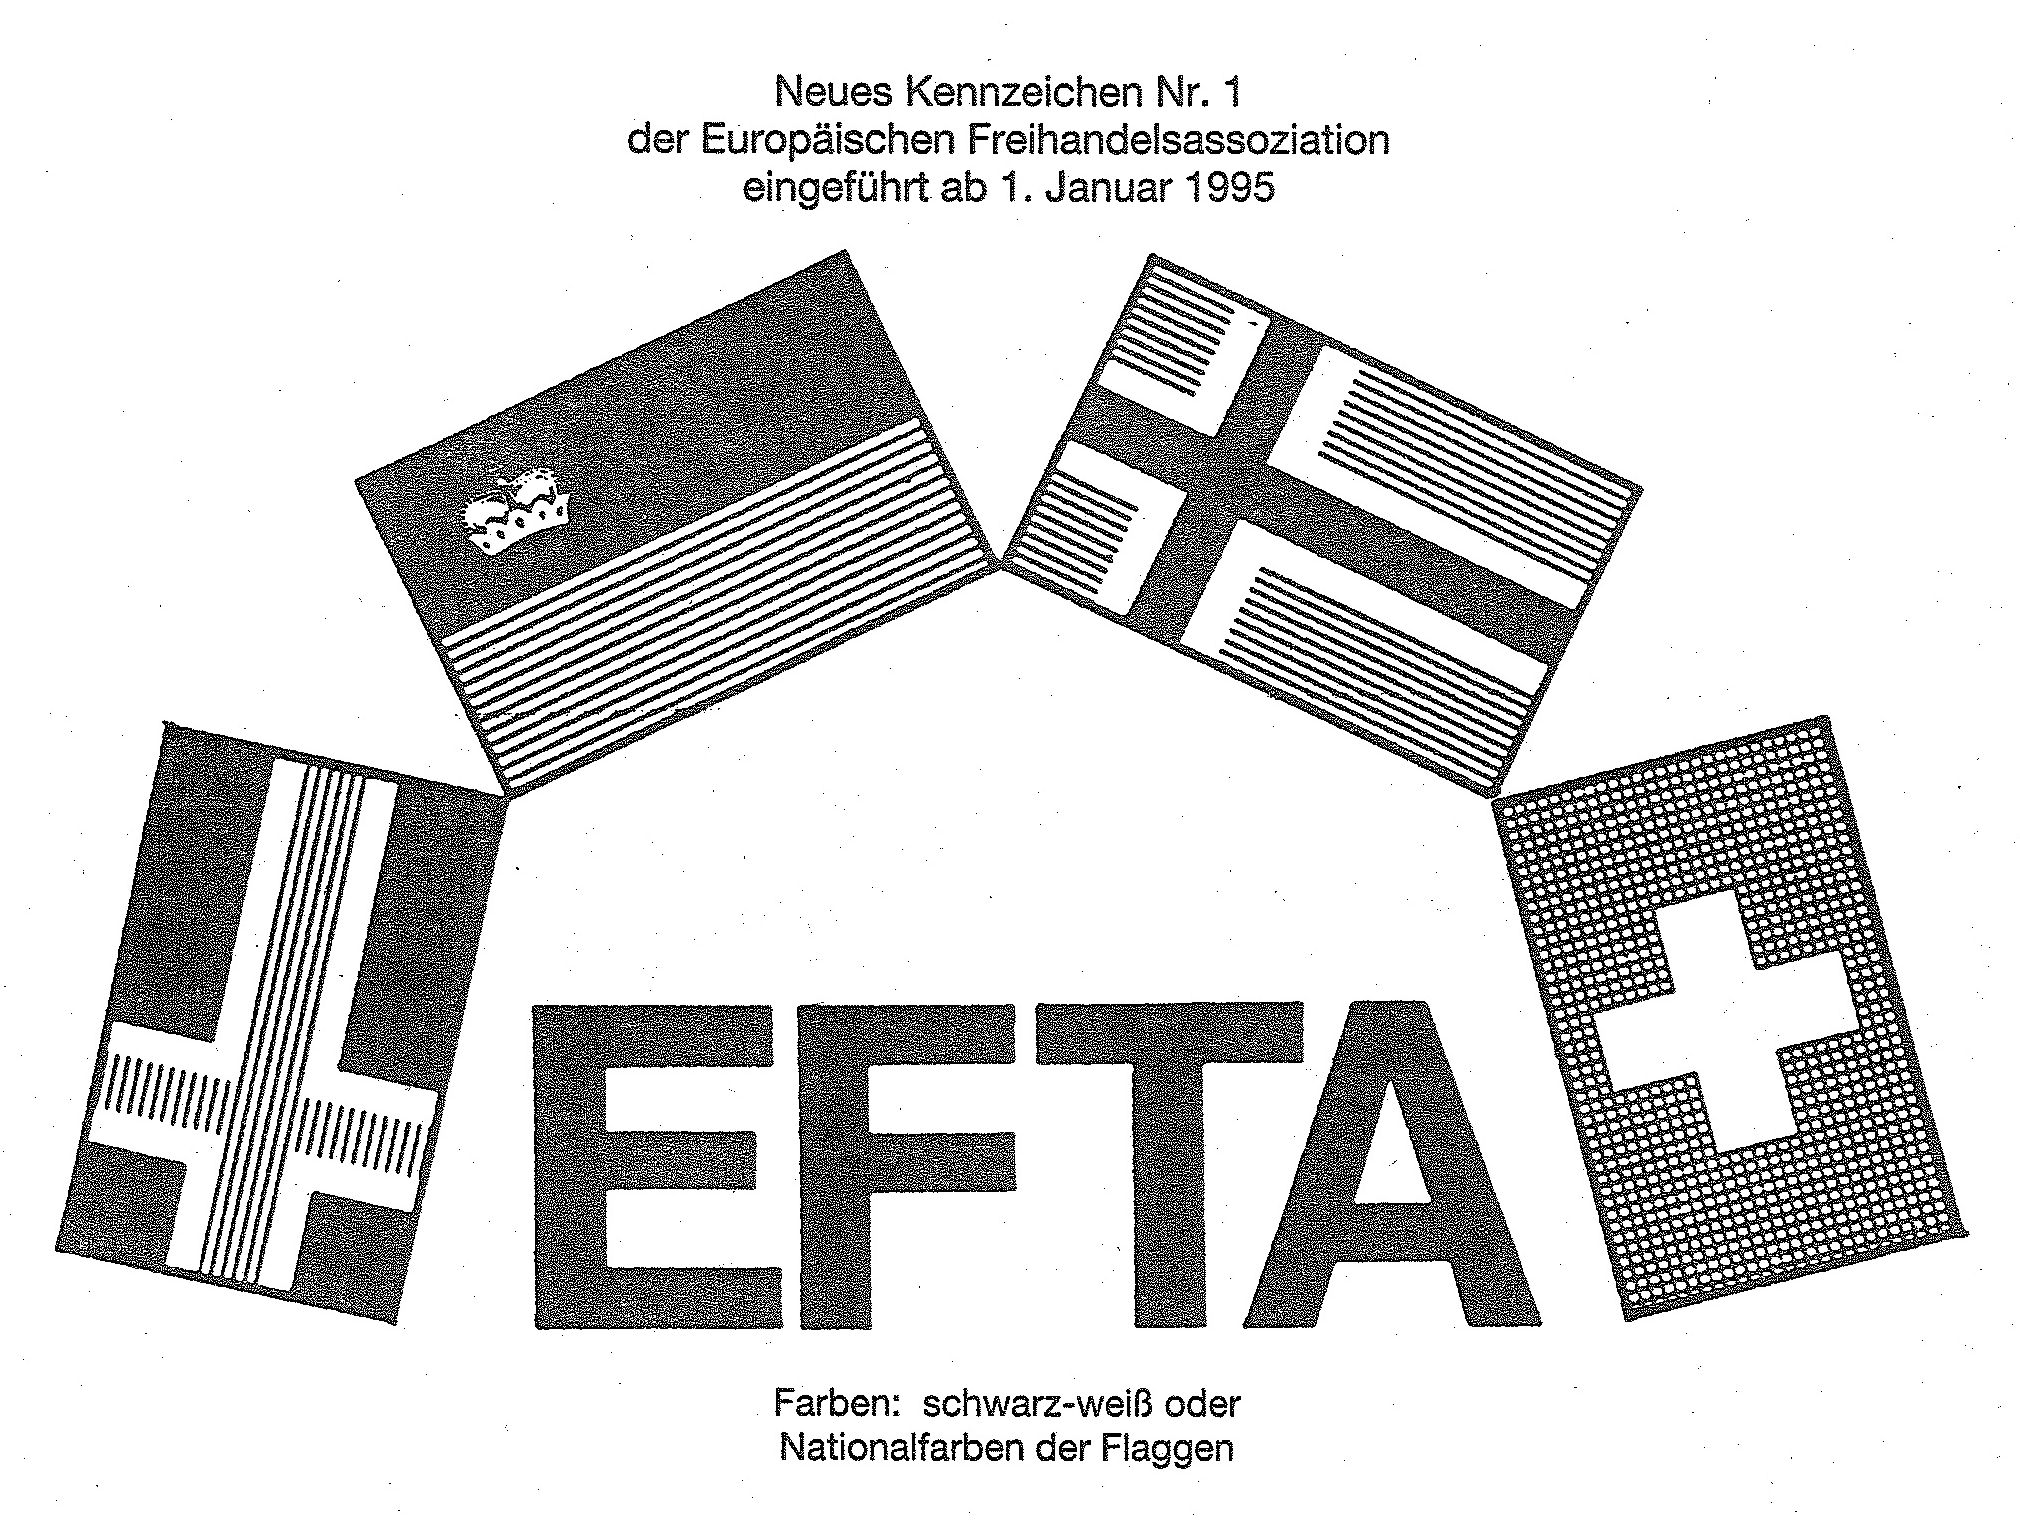 Neues Kennzeichen Nr. 1
der Europäischen Freihandelsassoziation
eingeführt ab 1. Januar 1995
EFTA
Farben: schwarz-weiß oder
Nationalfarben der Flaggen